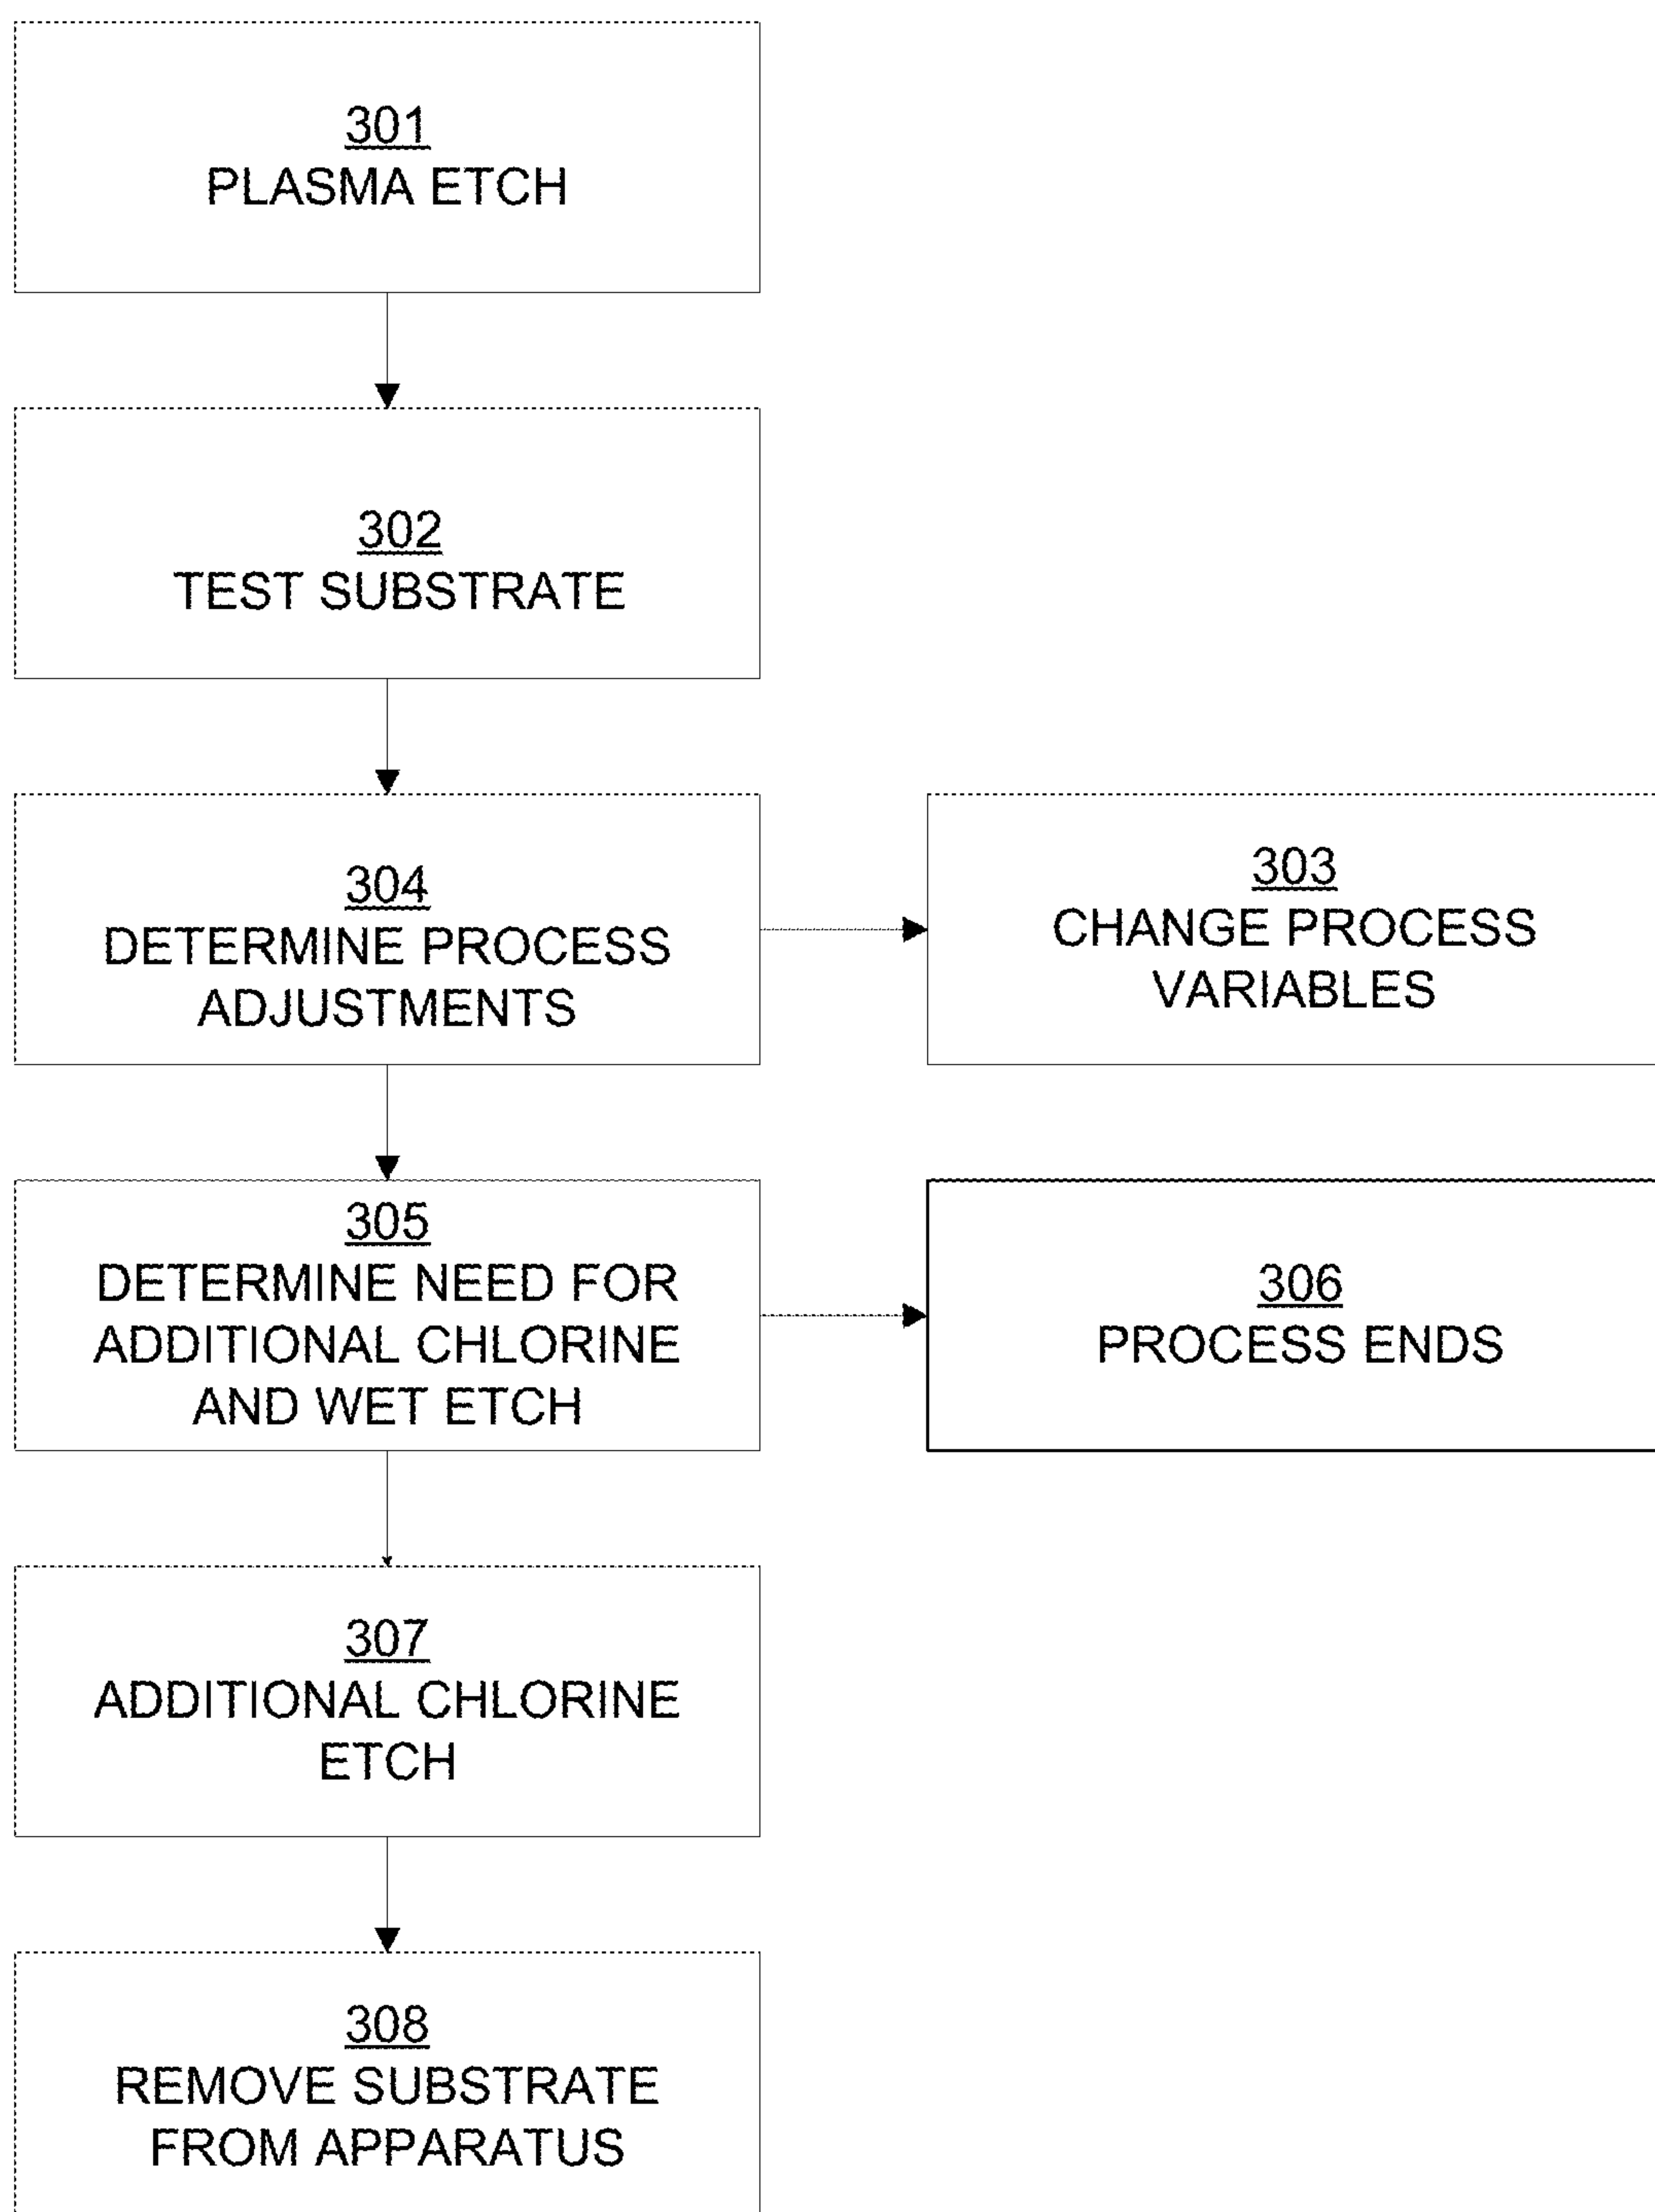 301
PLASMA ETCH
302
TEST SUBSTRATE
304
DETERMINE PROCESS
ADJUSTMENTS
303
CHANGE PROCESS
VARIABLES
305
DETERMINE NEED FOR
ADDITIONAL CHLORINE
AND WET ETCH
306
PROCESS ENDS
307
ADDITIONAL CHLORINE
ETCH
308
REMOVE SUBSTRATE
FROM APPARATUS